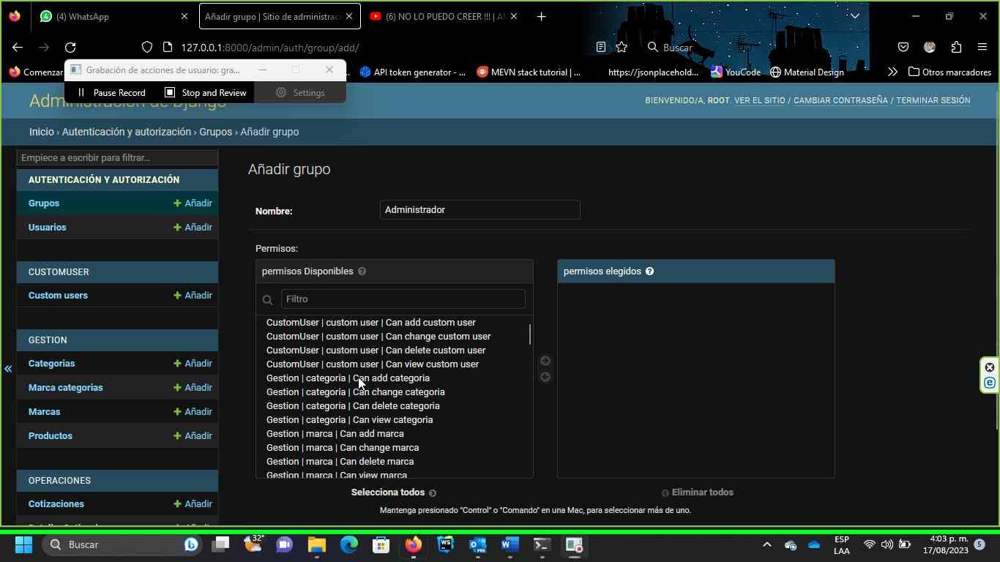 (4) WhatsApp
Añadir grupo | Sitio de administraci
(6) NO LO PUEDO CREER !!! | A
127.0.0.1:8000/admin/auth/group/add/
Buscar
Comenzar
API token generator - ...
MEVN stack tutorial | ...
https://jsonplacehold...
YouCode
Material Design
Otros marcadores
Grabación de acciones de usuario: gra...
Pause Record
Stop and Review
Settings
Administración de Django
BIENVENIDO/A, ROOT. VER EL SITIO / CAMBIAR CONTRASEÑA / TERMINAR SESIÓN
Inicio › Autenticación y autorización › Grupos › Añadir grupo
Empiece a escribir para filtrar...
AUTENTICACIÓN Y AUTORIZACIÓN
Grupos + Añadir
Usuarios + Añadir
CUSTOMUSER
Custom users + Añadir
GESTION
Categorias + Añadir
Marca categorias + Añadir
Marcas + Añadir
Productos + Añadir
OPERACIONES
Cotizaciones + Añadir
Añadir grupo
Nombre: Administrador
Permisos:
permisos Disponibles ?
Filtro
CustomUser | custom user | Can add custom user
CustomUser | custom user | Can change custom user
CustomUser | custom user | Can delete custom user
CustomUser | custom user | Can view custom user
Gestion | categoria | Can add categoria
Gestion | categoria | Can change categoria
Gestion | categoria | Can delete categoria
Gestion | categoria | Can view categoria
Gestion | marca | Can add marca
Gestion | marca | Can change marca
Gestion | marca | Can delete marca
Gestion | marca | Can view marca
Selecciona todos
permisos elegidos ?
Eliminar todos
Mantenga presionado "Control" o "Comando" en una Mac, para seleccionar más de uno.
Buscar
32°
WS
PRE
ESP
LAA
4:03 p. m.
17/08/2023
5